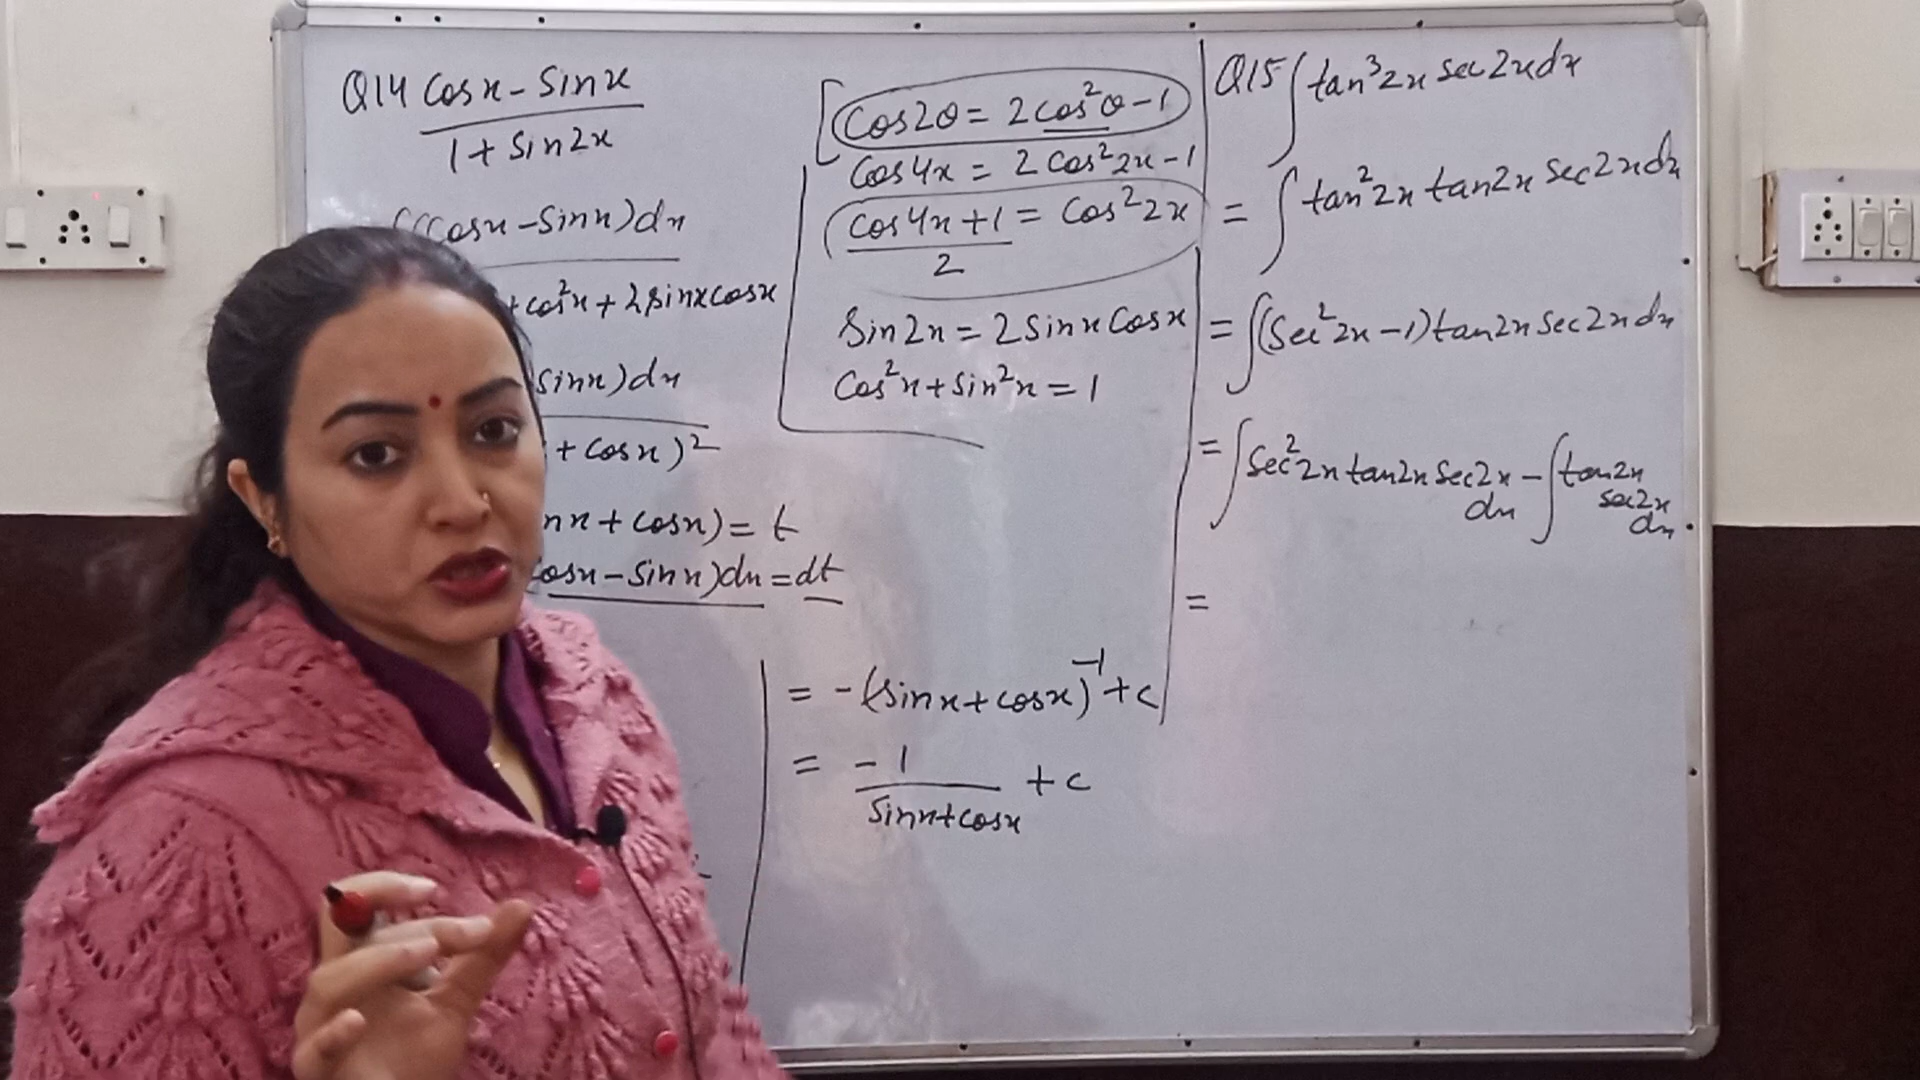 Q14 cosx - sinx
1 + sin2x
((cosx - sinx)dx
+ cos²x + 2sinxcosx
sinx)dx
+ cosx)²
nx + cosx) = t
cosx - sinx)dx = dt
cos2θ = 2cos²θ - 1
cos4x = 2cos²2x - 1
cos4x + 1 = cos²2x
2
sin2x = 2sinxcosx
cos²x + sin²x = 1
= -(sinx + cosx)⁻¹ + c
= -1 + c
sinx + cosx
Q15 ∫tan³2x sec2x dx
= ∫tan²2x tan2x sec2x dx
= ∫(sec²2x - 1)tan2x sec2x dx
= ∫sec²2x tan2x sec2x dx - ∫tan2x sec2x dx
=